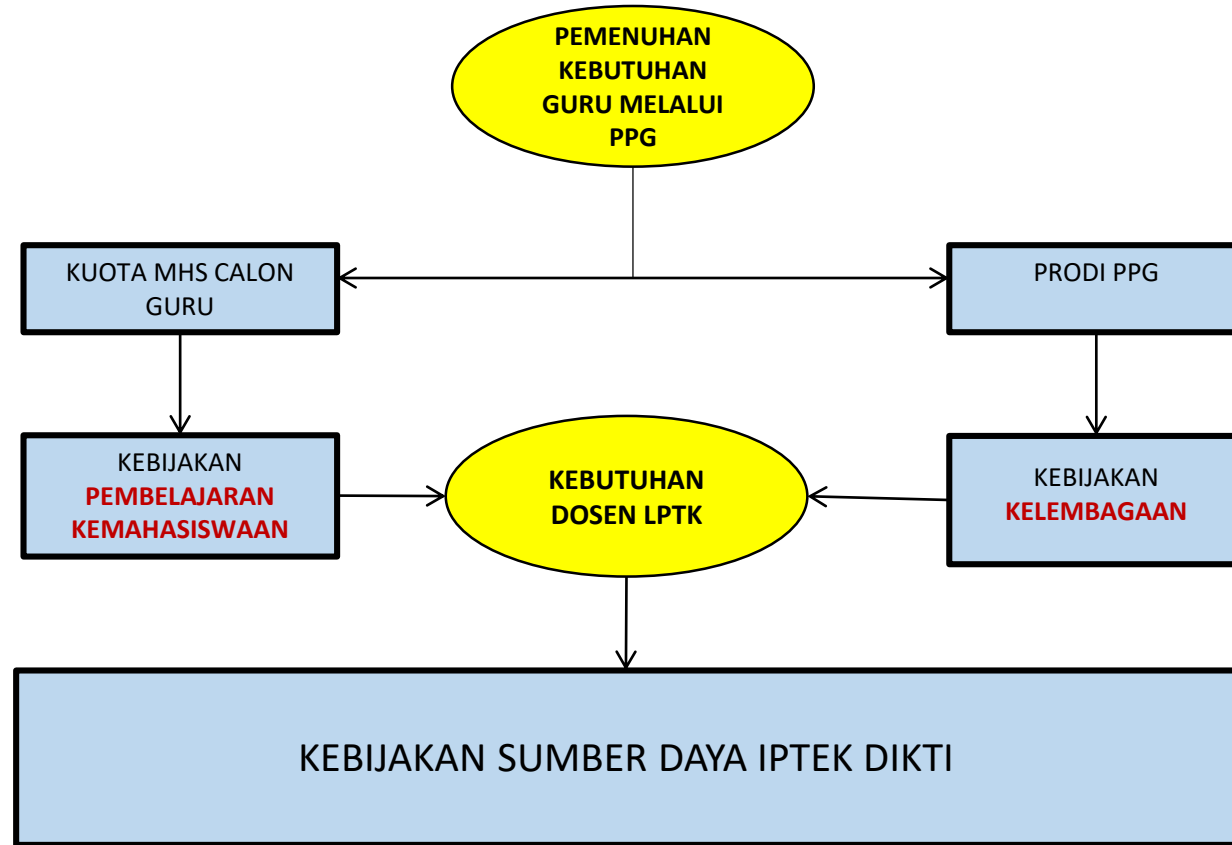 PEMENUHAN
KEBUTUHAN
GURU MELALUI
PPG
KUOTA MHS CALON
GURU
PRODI PPG
KEBIJAKAN
PEMBELAJARAN
KEMAHASISWAAN
KEBUTUHAN
DOSEN LPTK
KEBIJAKAN
KELEMBAGAAN
KEBIJAKAN SUMBER DAYA IPTEK DIKTI